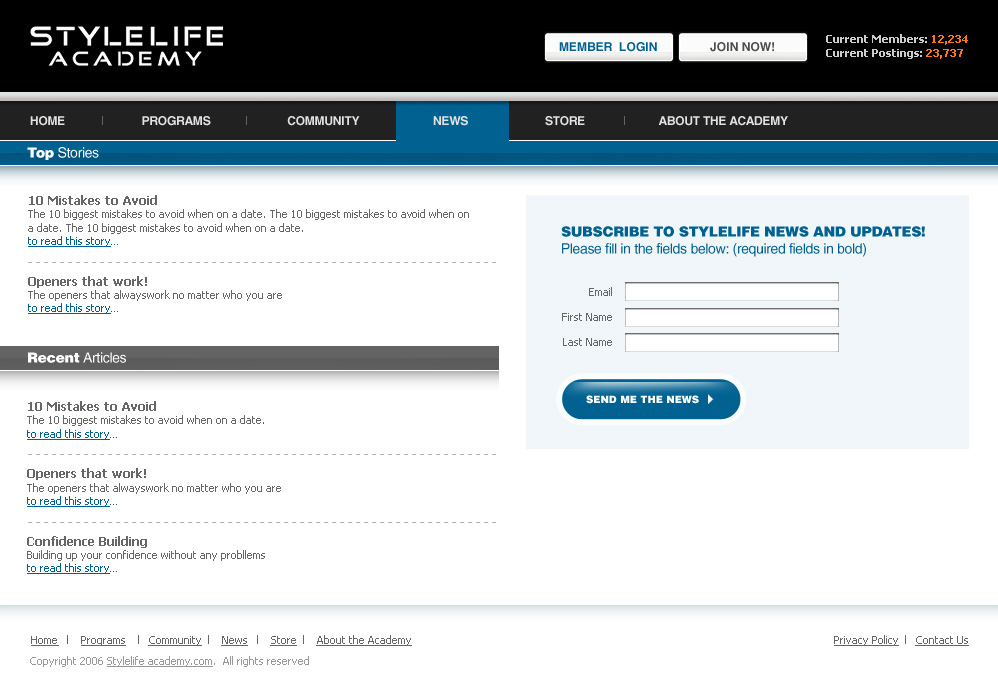 STYLELIFE
ACADEMY
MEMBER LOGIN
JOIN NOW!
Current Members: 12,234
Current Postings: 23,737
HOME | PROGRAMS | COMMUNITY NEWS STORE | ABOUT THE ACADEMY
Top Stories
10 Mistakes to Avoid
The 10 biggest mistakes to avoid when on a date. The 10 biggest mistakes to avoid when on
a date. The 10 biggest mistakes to avoid when on a date.
to read this story...
Openers that work!
The openers that alwayswork no matter who you are
to read this story...
Recent Articles
10 Mistakes to Avoid
The 10 biggest mistakes to avoid when on a date.
to read this story...
Openers that work!
The openers that alwayswork no matter who you are
to read this story...
Confidence Building
Building up your confidence without any probllems
to read this story...
SUBSCRIBE TO STYLELIFE NEWS AND UPDATES!
Please fill in the fields below: (required fields in bold)
Email
First Name
Last Name
SEND ME THE NEWS
Home | Programs | Community | News | Store | About the Academy
Privacy Policy | Contact Us
Copyright 2006 Stylelife academy.com. All rights reserved